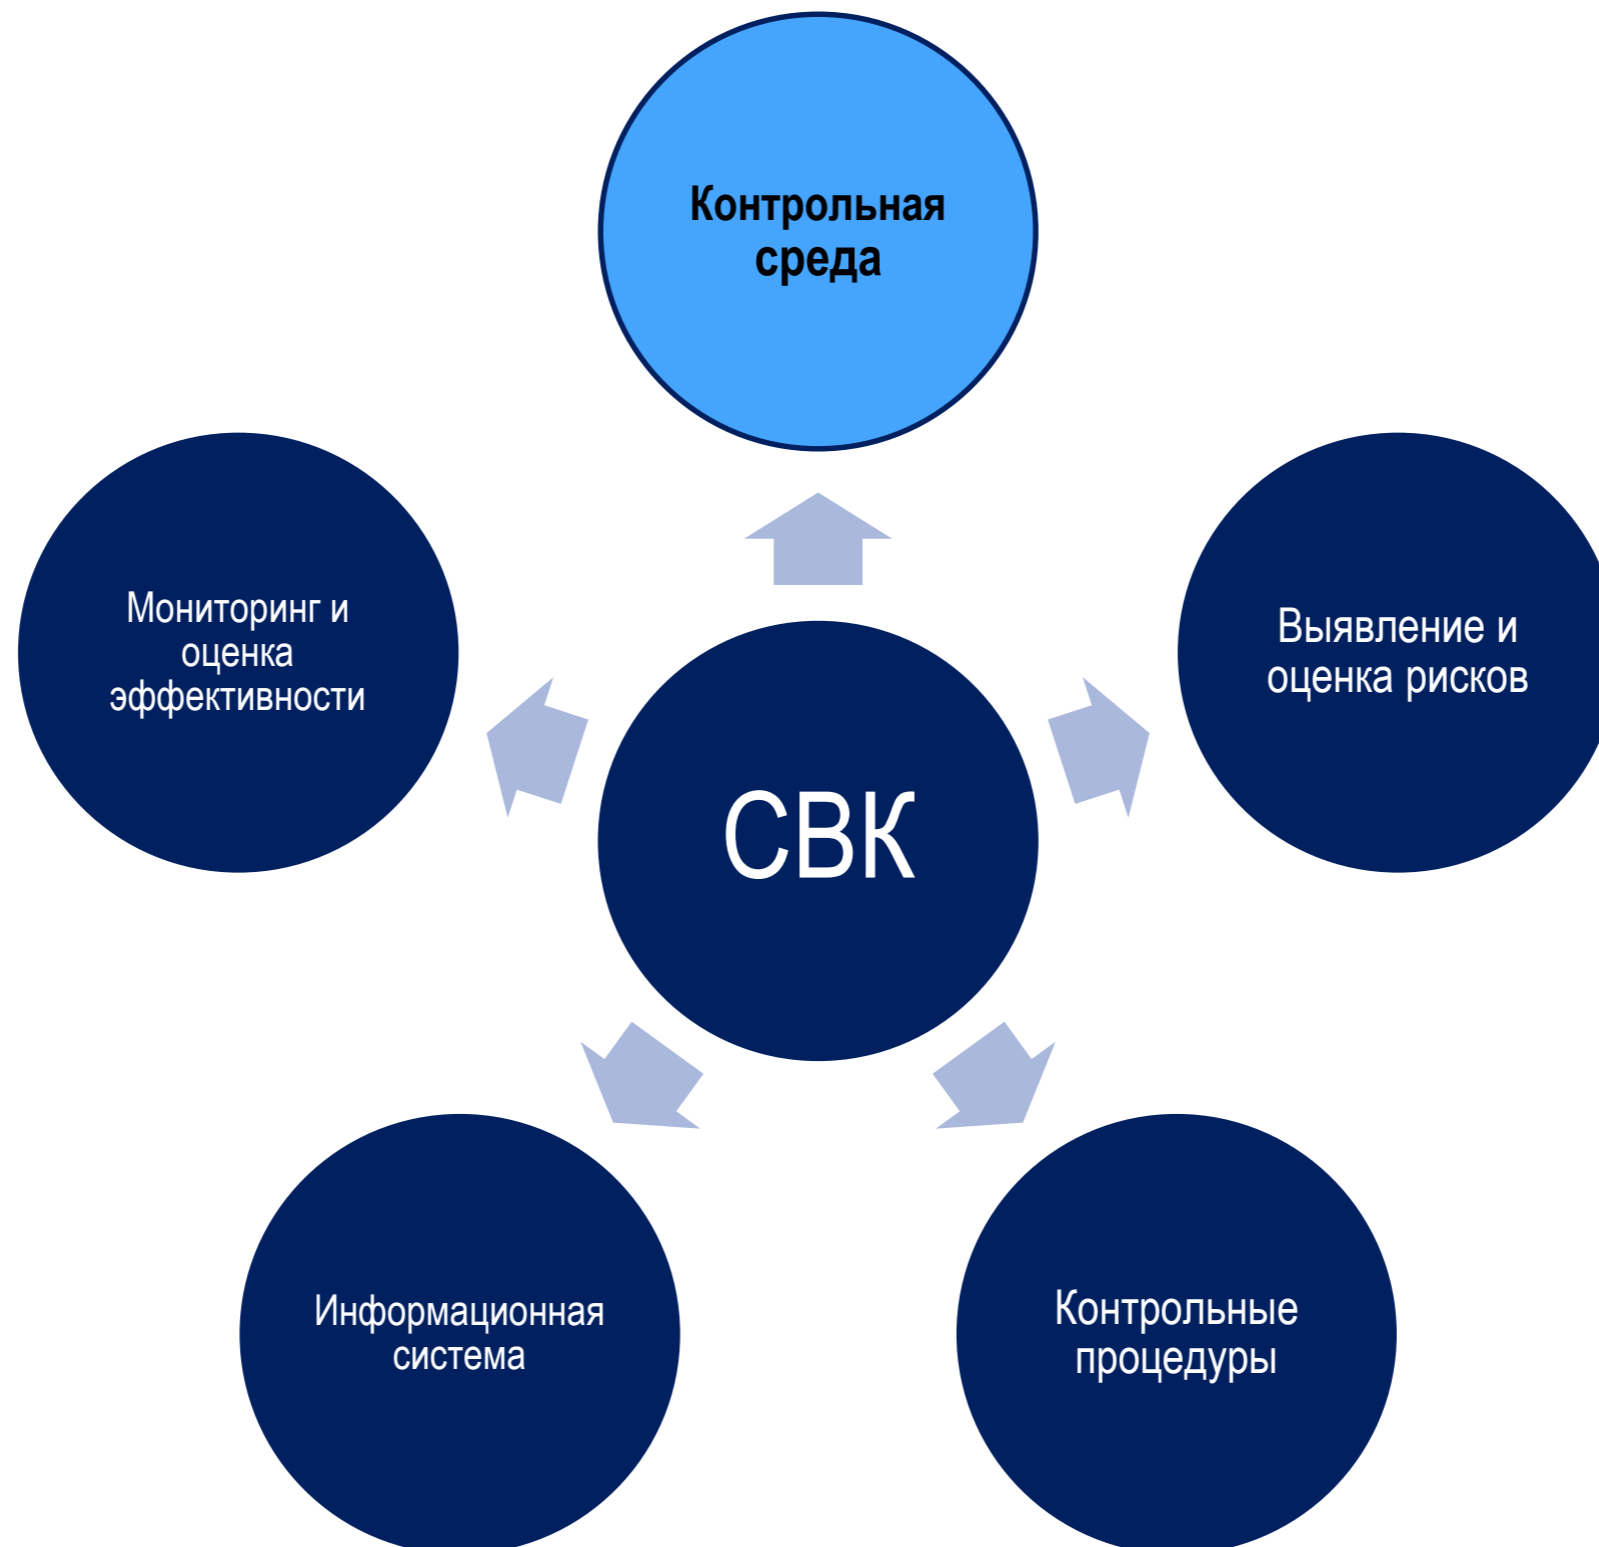 Контрольная
среда
Мониторинг и
оценка
эффективности
Выявление и
оценка рисков
СВК
Информационная
система
Контрольные
процедуры